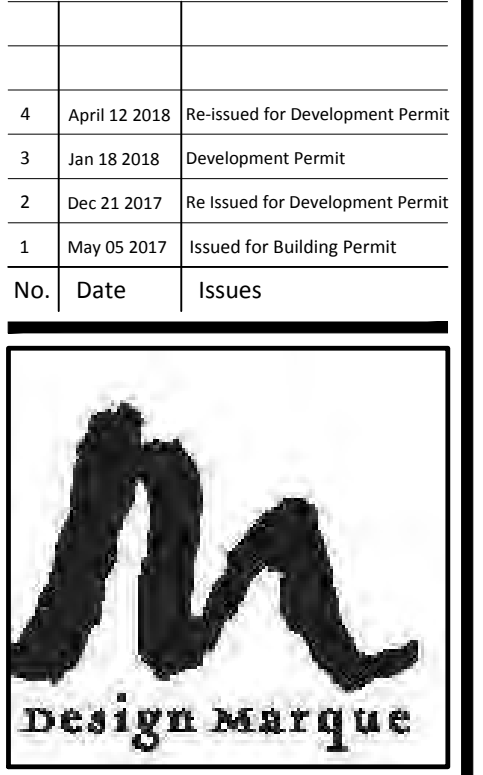 4 April 12 2018 Re-issued for Development Permit
3 Jan 18 2018 Development Permit
2 Dec 21 2017 Re Issued for Development Permit
1 May 05 2017 Issued for Building Permit
No. Date Issues
Design Marque